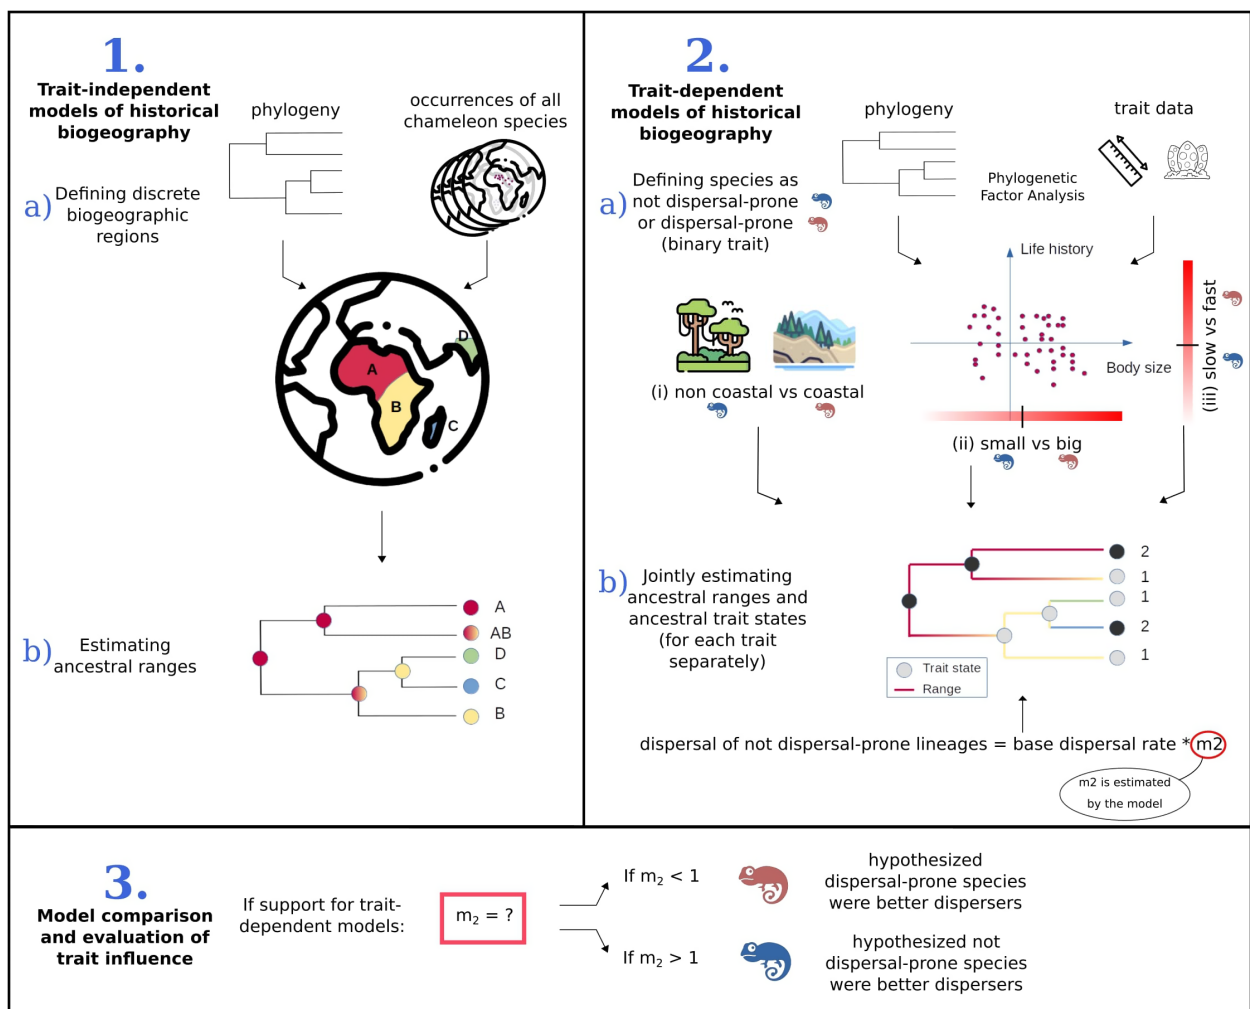 1.
Trait-independent
models of historical
biogeography
phylogeny
occurrences of all
chameleon species
a)
Defining discrete
biogeographic
regions
A
B
C
D
b)
Estimating
ancestral ranges
A
AB
D
C
B
2.
Trait-dependent
models of historical
biogeography
phylogeny
trait data
a)
Defining species as
not dispersal-prone
or dispersal-prone
(binary trait)
Phylogenetic
Factor Analysis
Life history
Body size
(i) non coastal vs coastal
(ii) small vs big
(iii) slow vs fast
b)
Jointly estimating
ancestral ranges and
ancestral trait states
(for each trait
separately)
2
1
1
2
1
Trait state
Range
dispersal of not dispersal-prone lineages = base dispersal rate * m2
m2 is estimated
by the model
3.
Model comparison
and evaluation of
trait influence
If support for trait-
dependent models:
m₂ = ?
If m₂ < 1
hypothesized
dispersal-prone species
were better dispersers
If m₂ > 1
hypothesized not
dispersal-prone species
were better dispersers